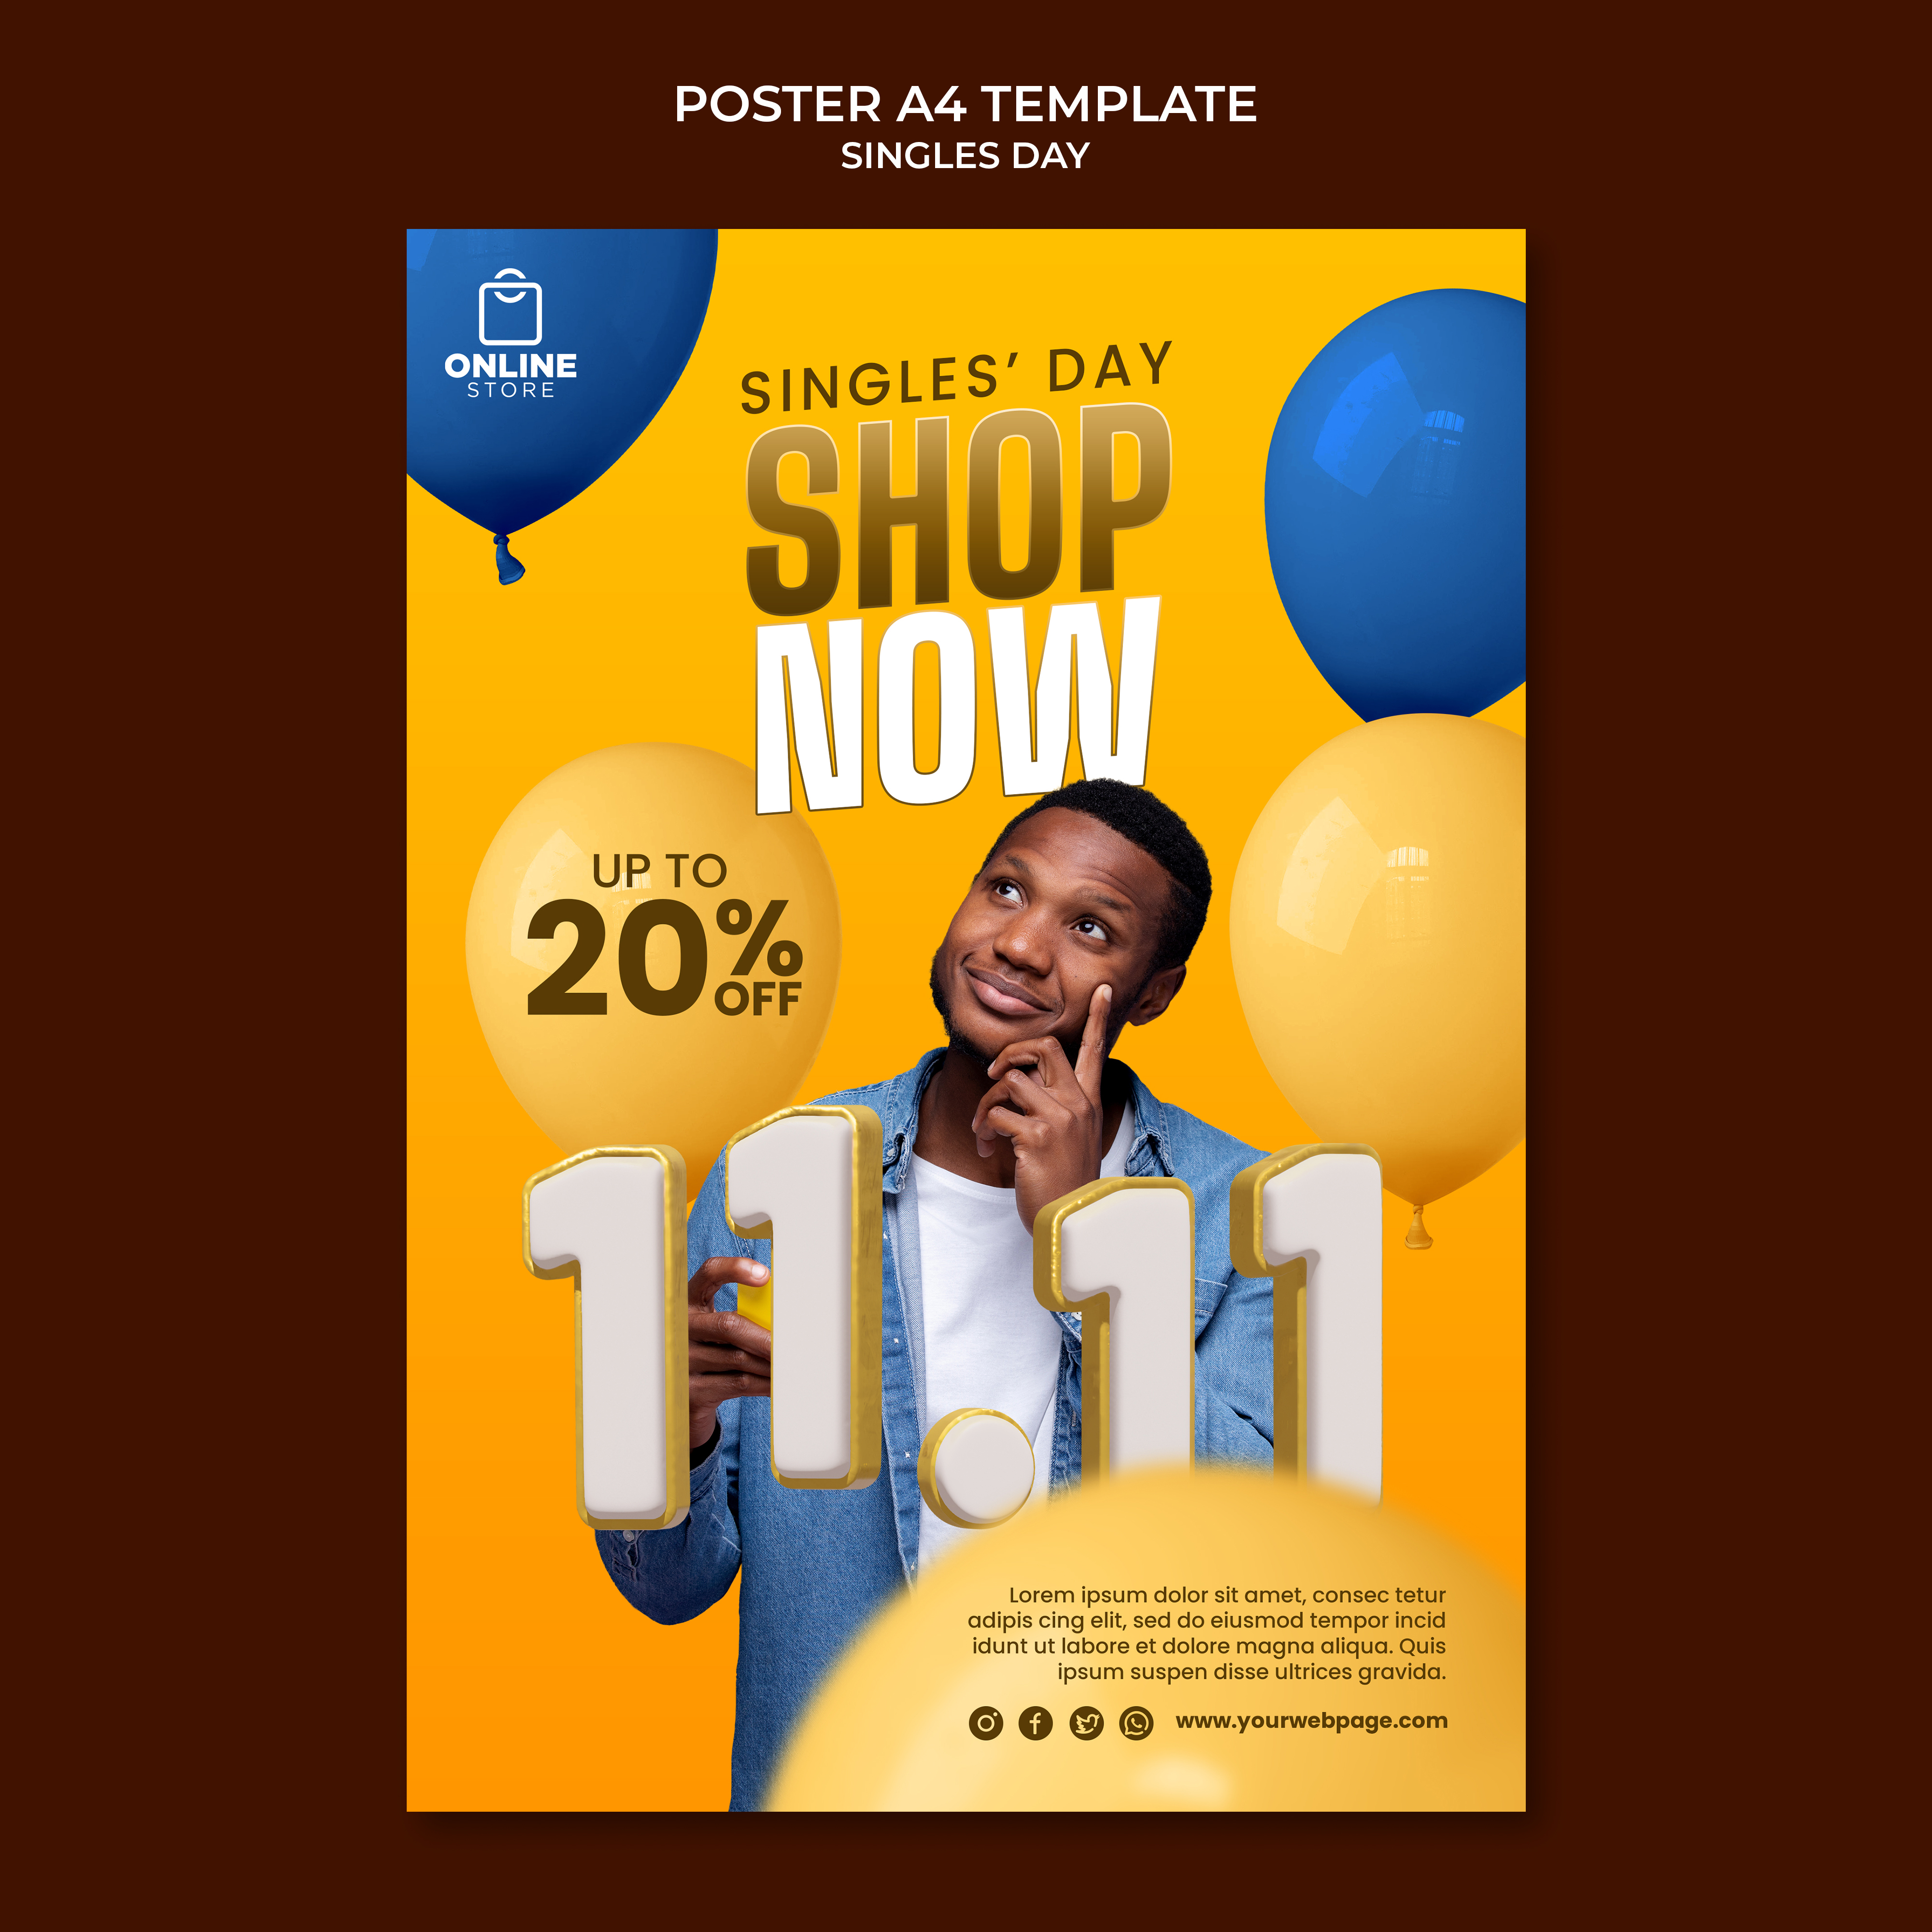 POSTER A4 TEMPLATE
SINGLES DAY
ONLINE
STORE
SINGLES’ DAY
SHOP
NOW
UP TO
20%
OFF
11.11
Lorem ipsum dolor sit amet, consec tetur
adipis cing elit, sed do eiusmod tempor incid
idunt ut labore et dolore magna aliqua. Quis
ipsum suspen disse ultrices gravida.
www.yourwebpage.com